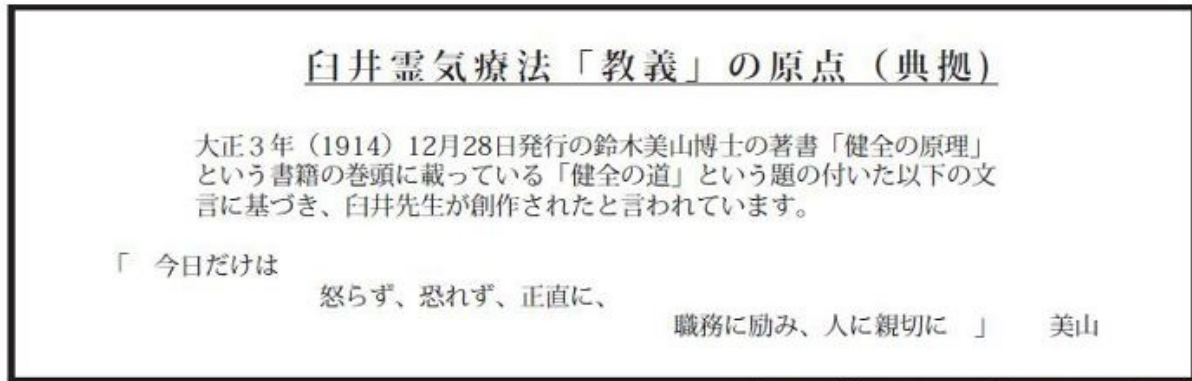 臼井霊気療法「教義」の原点（典拠)
大正３年（1914）12月28日発行の鈴木美山博士の著書「健全の原理」
という書籍の巻頭に載っている「健全の道」という題の付いた以下の文
言に基づき、臼井先生が創作されたと言われています。
「　今日だけは
怒らず、恐れず、正直に、
職務に励み、人に親切に　」　　美山